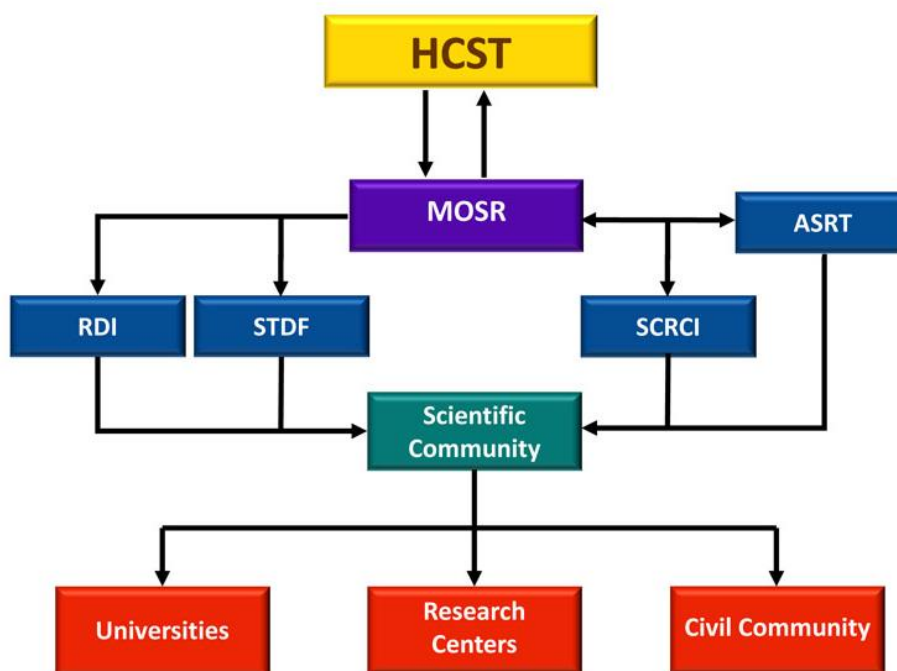 HCST
MOSR
ASRT
RDI
STDF
SCRCI
Scientific
Community
Universities
Research
Centers
Civil Community